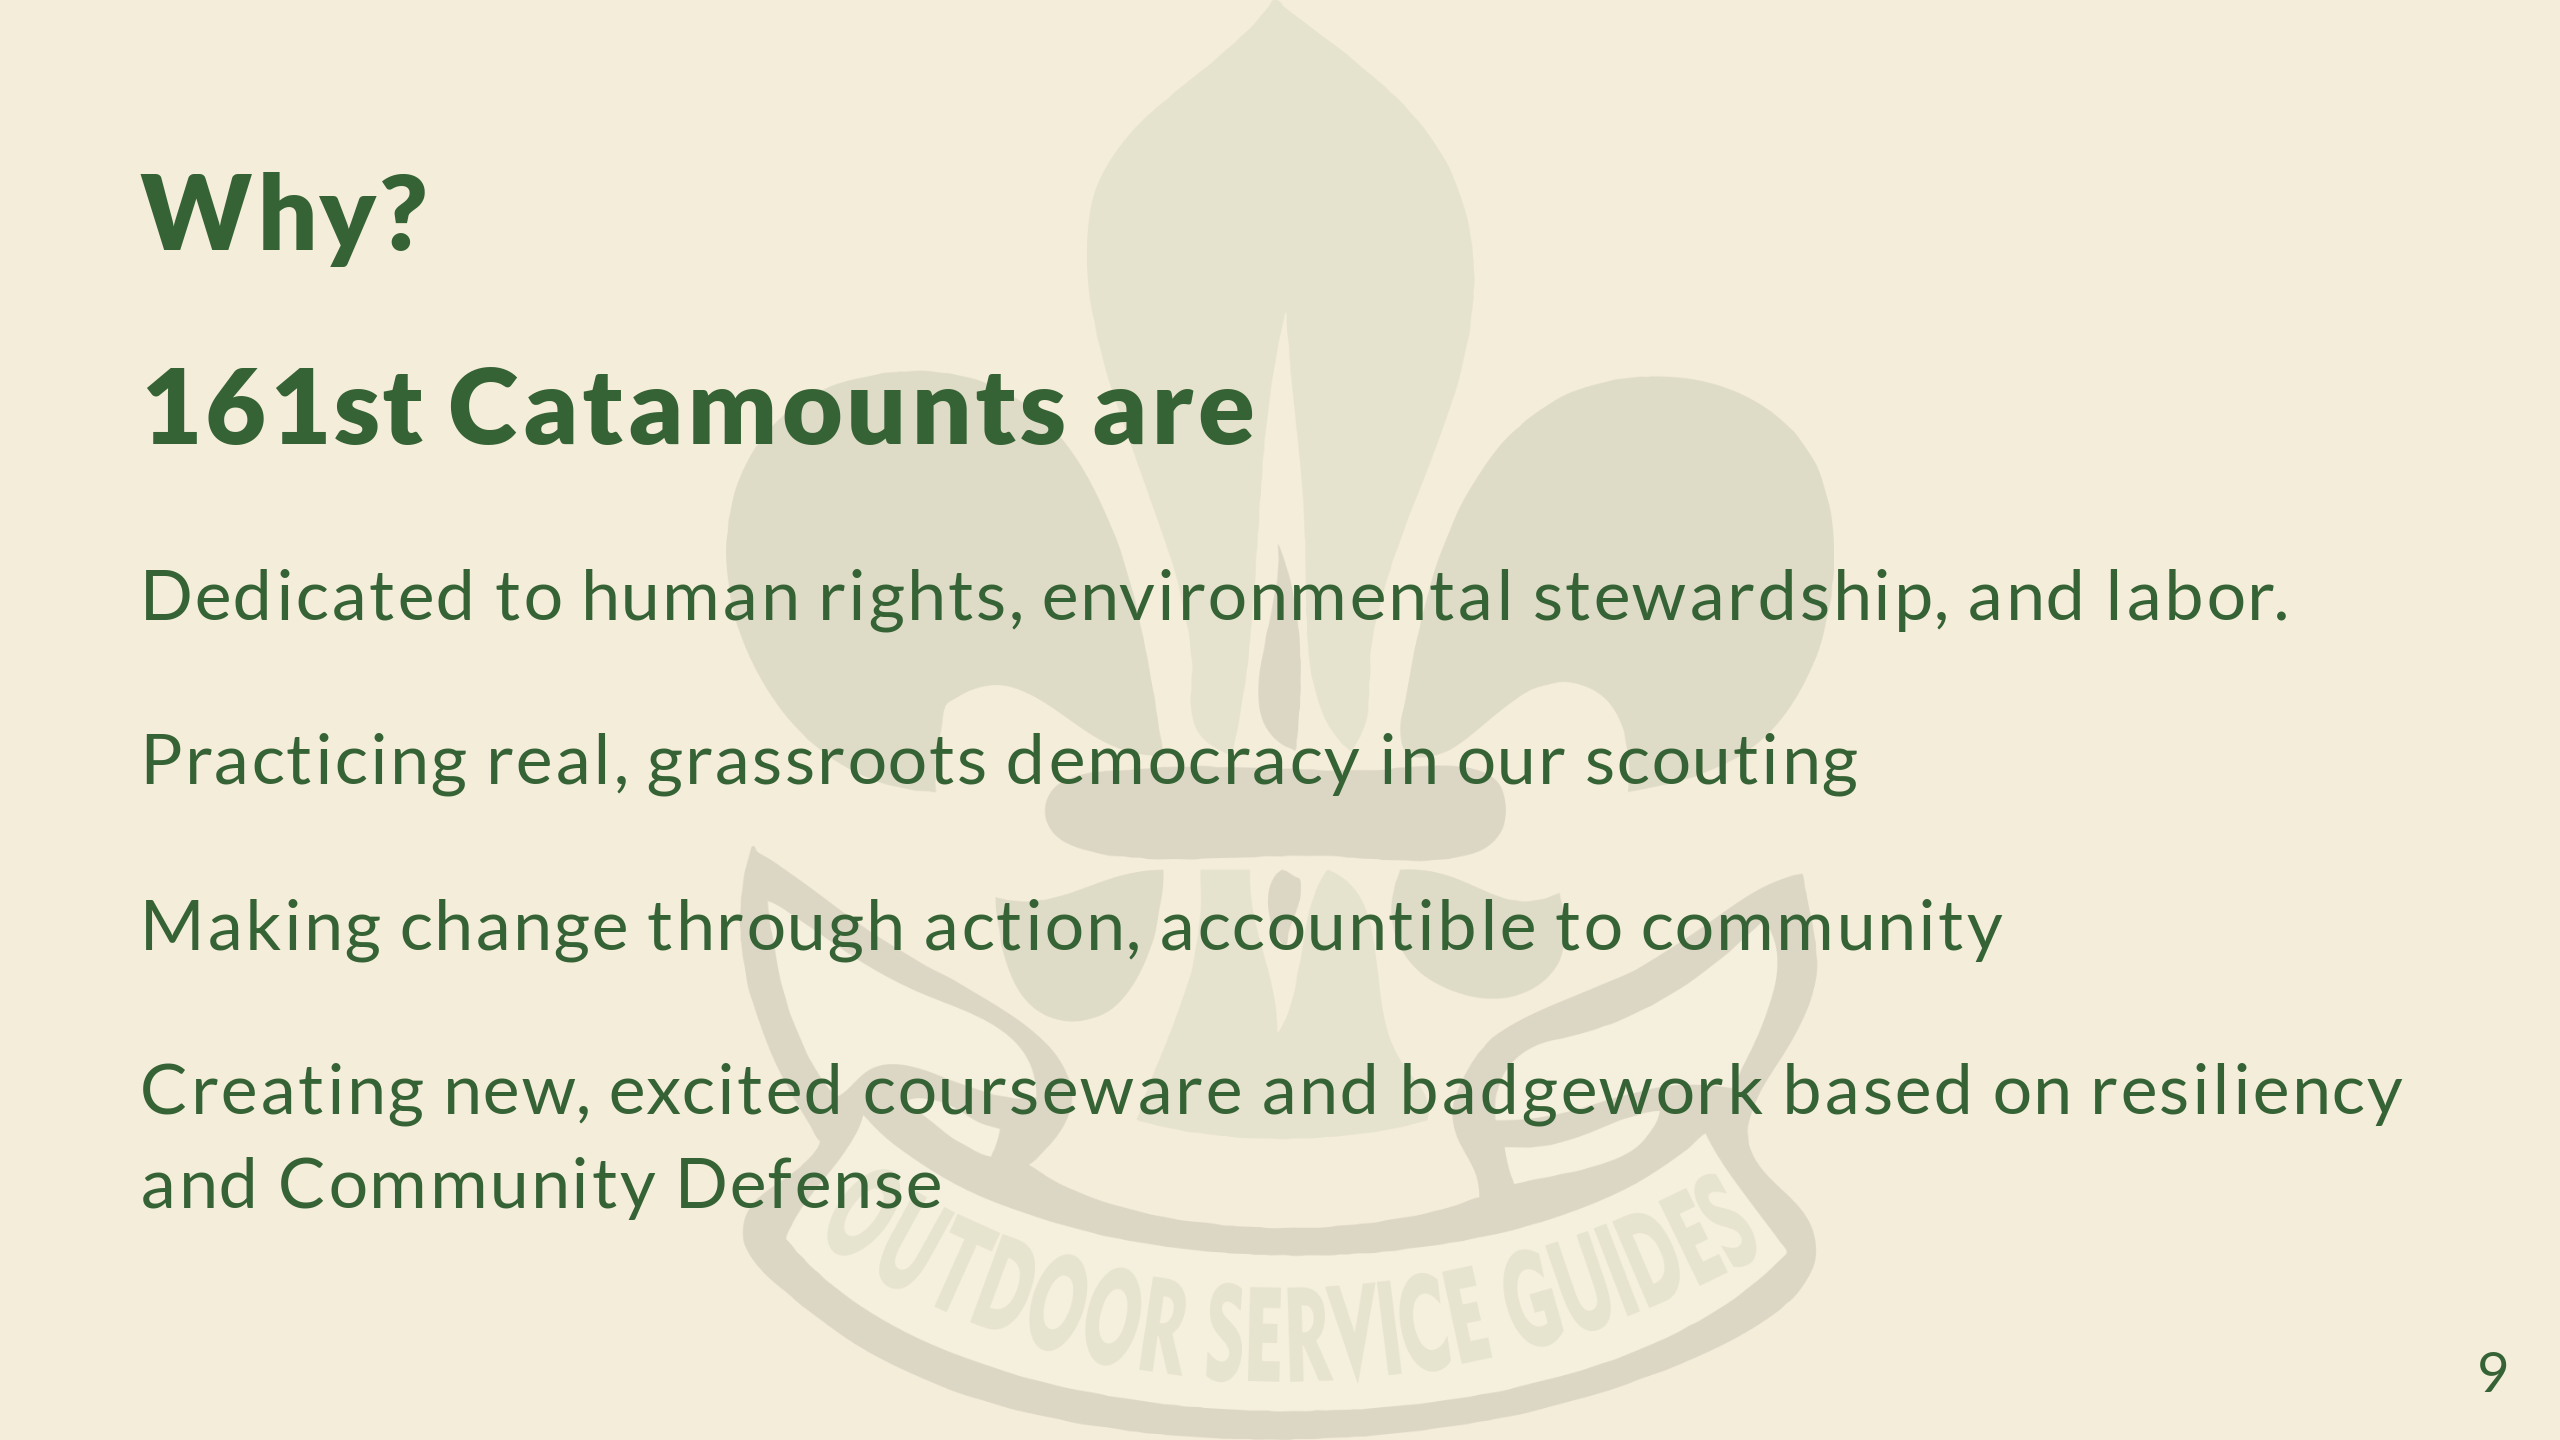 Why?
161st Catamounts are
Dedicated to human rights, environmental stewardship, and labor.
Practicing real, grassroots democracy in our scouting
Making change through action, accountible to community
Creating new, excited courseware and badgework based on resiliency
and Community Defense
OUTDOOR SERVICE GUIDES
9